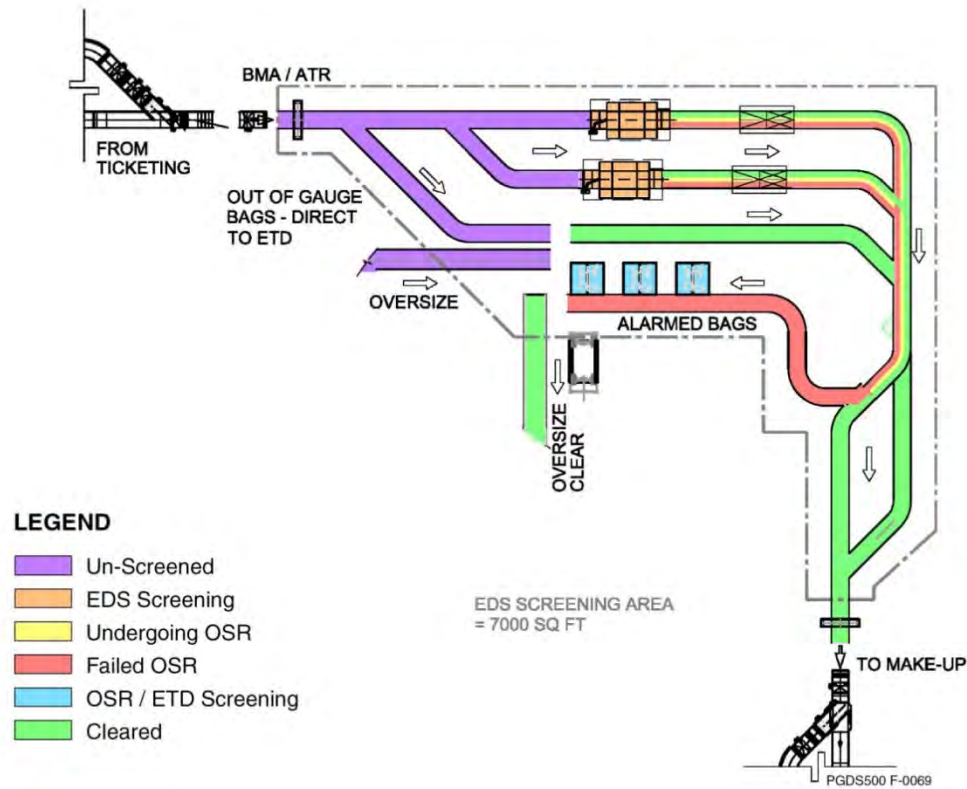 BMA / ATR
FROM
TICKETING
OUT OF GAUGE
BAGS - DIRECT
TO ETD
OVERSIZE
ALARMED BAGS
OVERSIZE
CLEAR
LEGEND
Un-Screened
EDS Screening
Undergoing OSR
Failed OSR
OSR / ETD Screening
Cleared
EDS SCREENING AREA
= 7000 SQ FT
TO MAKE-UP
PGDS500 F-0069